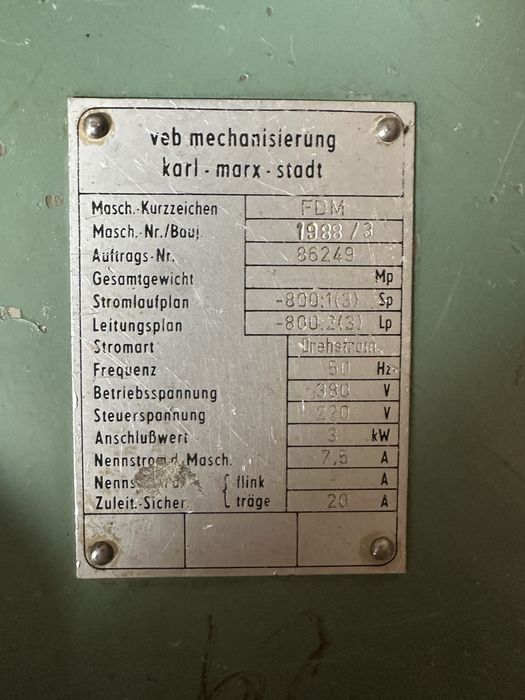 veb mechanisierung
karl - marx - stadt
Masch.-Kurzzeichen FDM
Masch.-Nr./Bauj. 1988/3
Auftrags-Nr. 86249
Gesamtgewicht Mp
Stromlaufplan -800:1(3) Sp
Leitungsplan -800:2(3) Lp
Stromart Drehstrom
Frequenz 50 Hz
Betriebsspannung 380 V
Steuerspannung 220 V
Anschlußwert 3 kW
Nennstrom d. Masch. 7,5 A
flink - A
Zuleit.-Sicher. träge 20 A